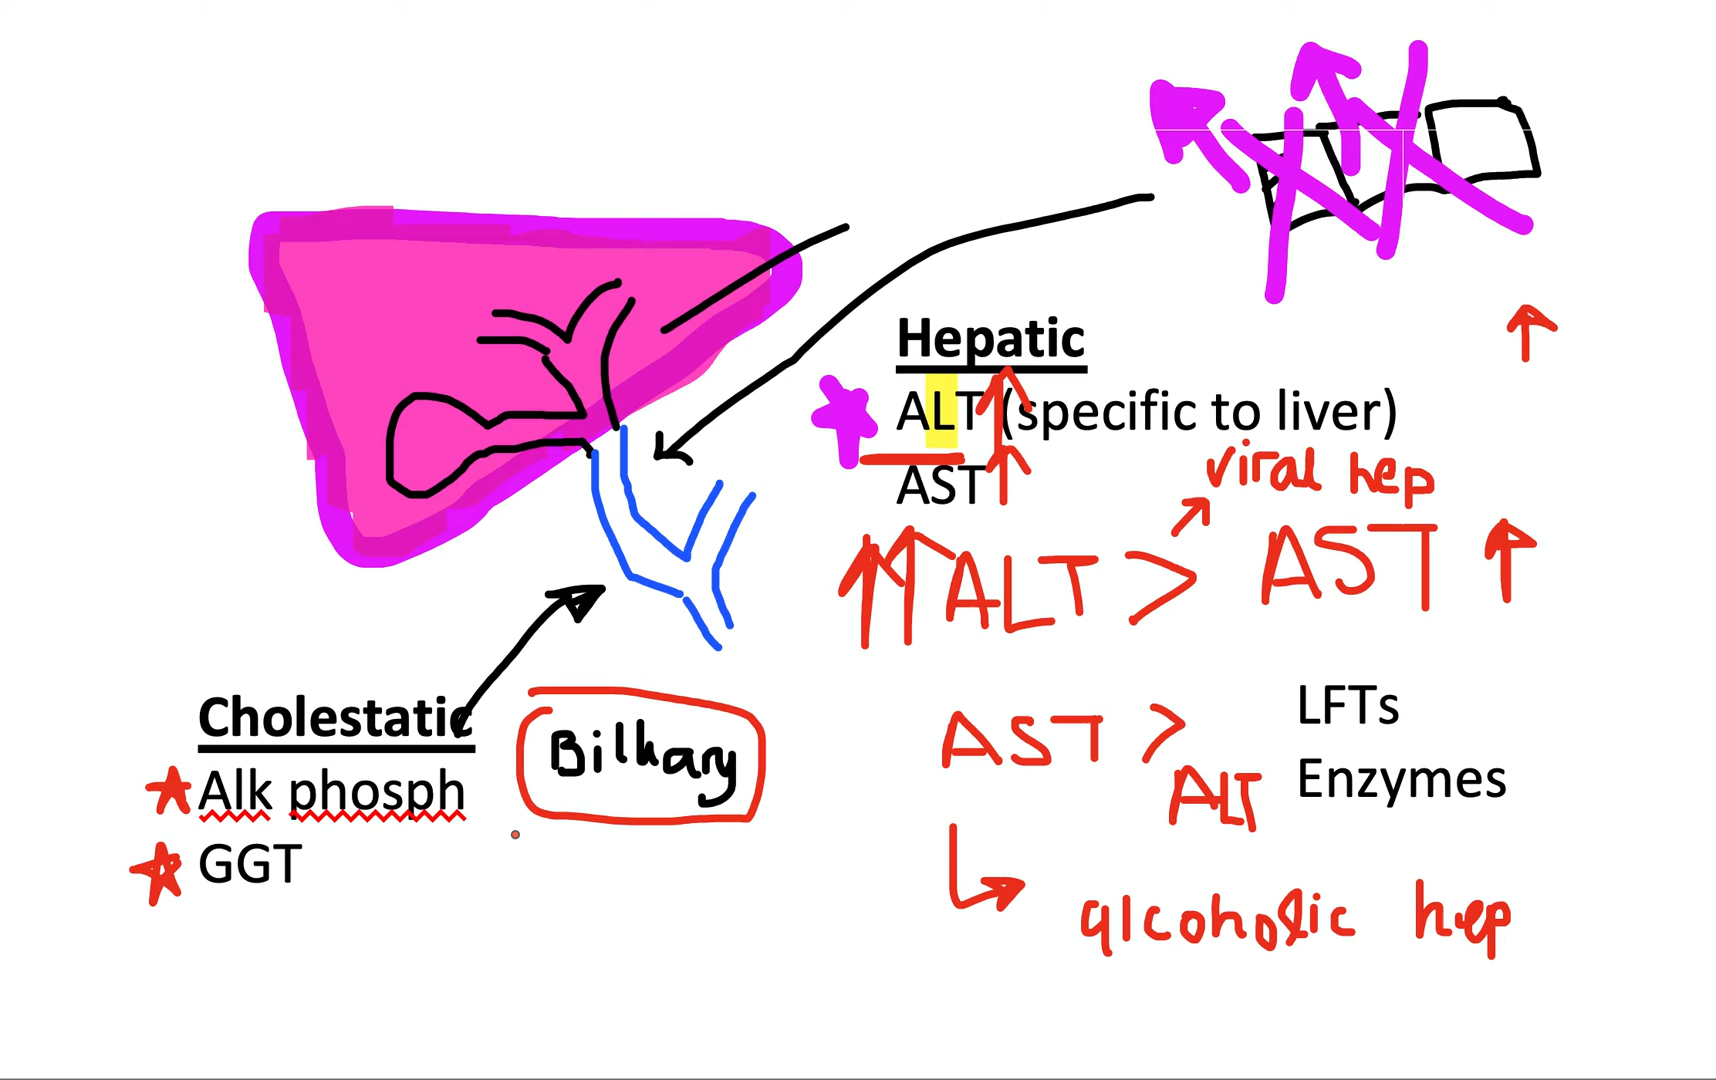 Hepatic
ALT (specific to liver)
AST
viral hep
ALT > AST
Cholestatic
Alk phosph
GGT
Biliary
AST >
ALT
LFTs
Enzymes
alcoholic hep